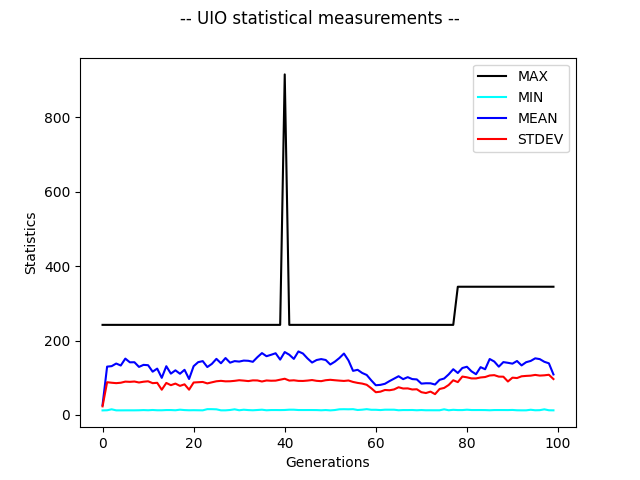 -- UIO statistical measurements --
MAX
MIN
MEAN
STDEV
Statistics
800
600
400
200
0
0 20 40 60 80 100
Generations